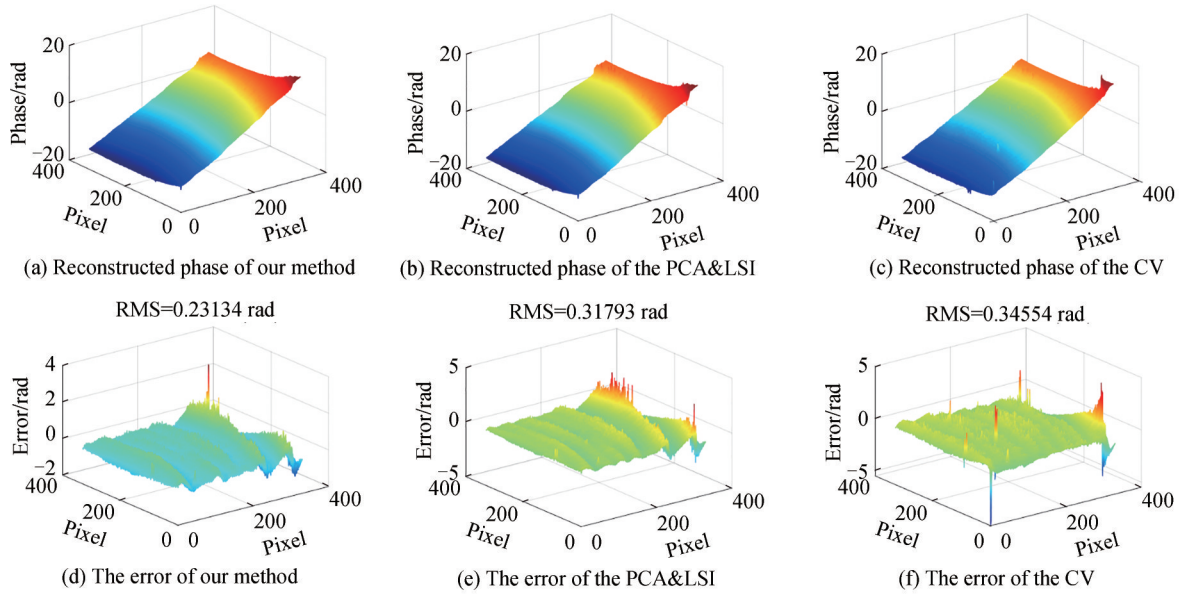 20
0
−20
400
200
0 0
200
400
Phase/rad
Pixel
Pixel
(a) Reconstructed phase of our method
20
0
−20
400
200
0 0
200
400
Phase/rad
Pixel
Pixel
(b) Reconstructed phase of the PCA&LSI
20
0
−20
400
200
0 0
200
400
Phase/rad
Pixel
Pixel
(c) Reconstructed phase of the CV
RMS=0.23134 rad
4
2
0
−2
400
200
0 0
200
400
Error/rad
Pixel
Pixel
(d) The error of our method
RMS=0.31793 rad
5
0
−5
400
200
0 0
200
400
Error/rad
Pixel
Pixel
(e) The error of the PCA&LSI
RMS=0.34554 rad
5
0
−5
400
200
0 0
200
400
Error/rad
Pixel
Pixel
(f) The error of the CV